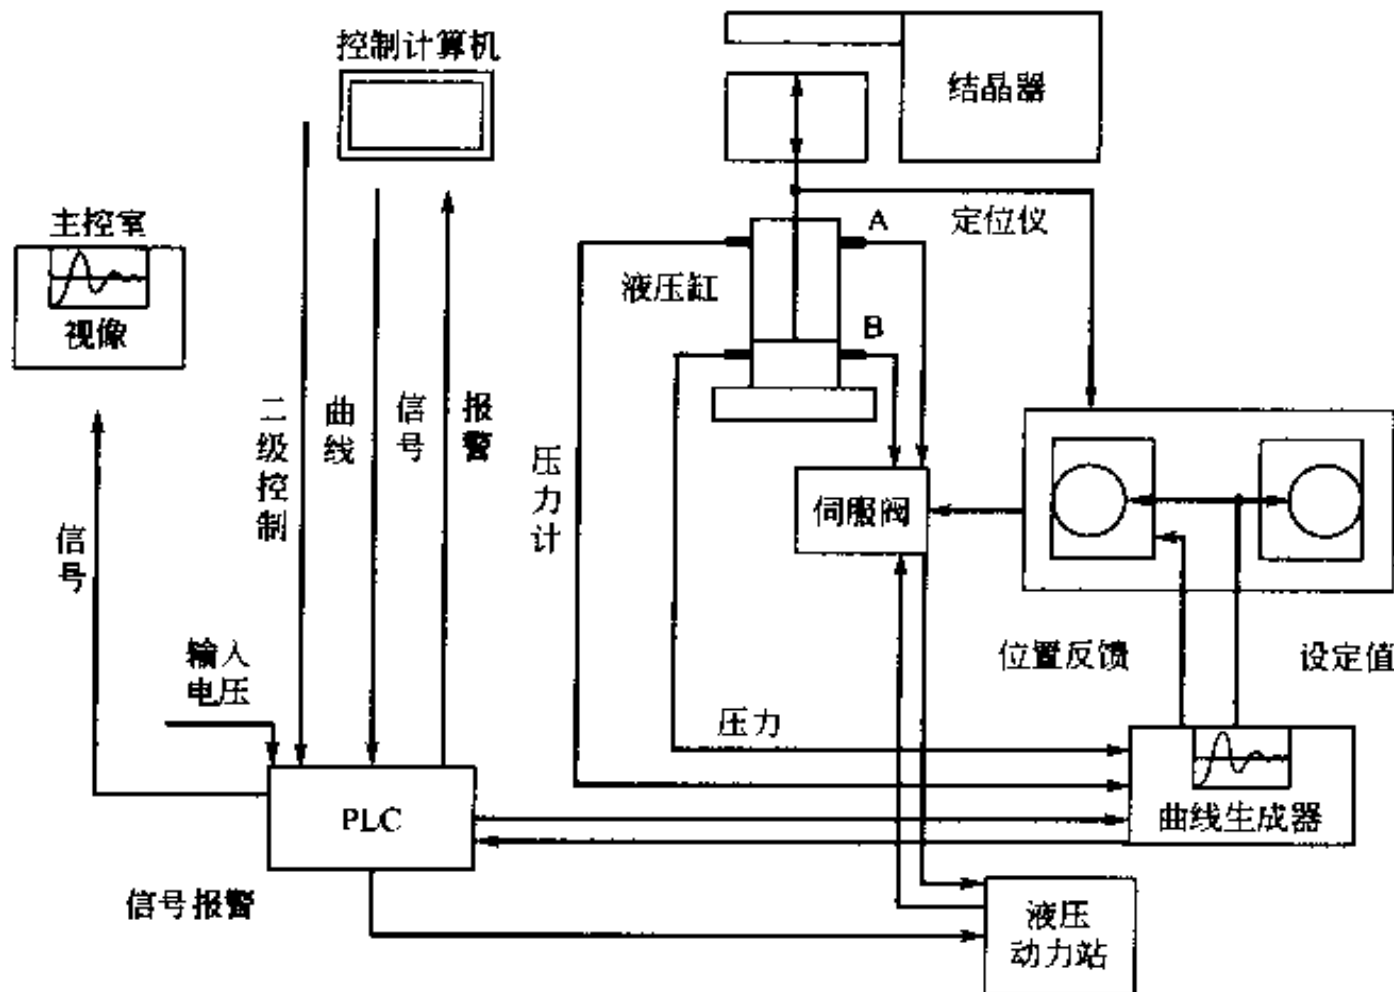 控制计算机
结晶器
主控室
视像
A
定位仪
液压缸
B
二级控制
曲线
信号
报警
压力计
伺服阀
信号
输入
电压
位置反馈
设定值
压力
PLC
曲线生成器
信号报警
液压
动力站